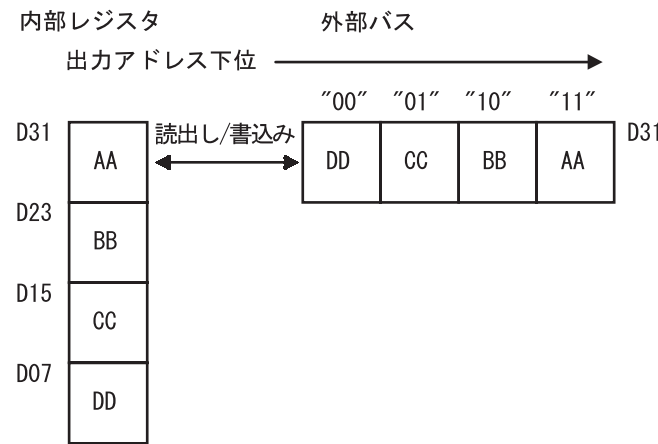 内部レジスタ 外部バス
出力アドレス下位
"00" "01" "10" "11"
D31 読出し/書込み D31
AA DD CC BB AA
D23
BB
D15
CC
D07
DD